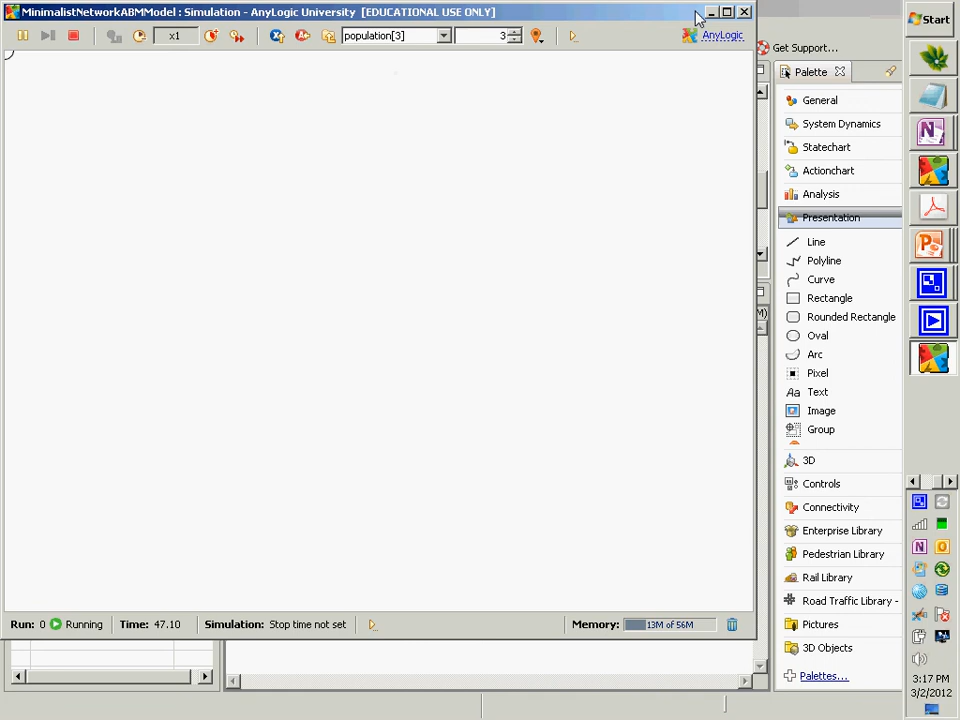 MinimalistNetworkABMModel : Simulation - AnyLogic University [EDUCATIONAL USE ONLY]
x1
population[3]
3
AnyLogic
Run: 0 Running
Time: 47.10
Simulation: Stop time not set
Memory:
13M of 56M
Get Support...
Palette
General
System Dynamics
Statechart
Actionchart
Analysis
Presentation
Line
Polyline
Curve
Rectangle
Rounded Rectangle
Oval
Arc
Pixel
Text
Image
Group
3D
Controls
Connectivity
Enterprise Library
Pedestrian Library
Rail Library
Road Traffic Library -
Pictures
3D Objects
Palettes...
M)
Start
3:17 PM
3/2/2012